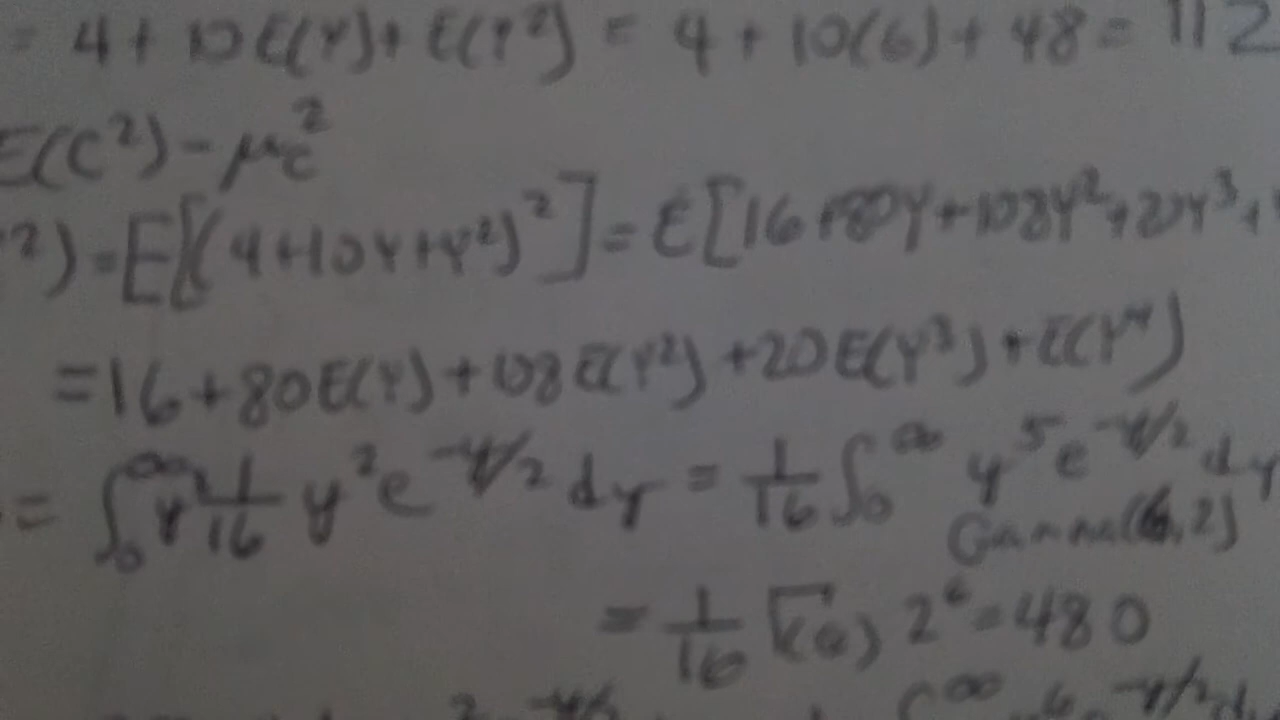 = 4 + 10E(Y) + E(Y²) = 4 + 10(6) + 48 = 112
E(C²) - μc²
²) = E[(4+10Y+Y²)²] = E[16+80Y+108Y²+20Y³+
= 16 + 80E(Y) + 108E(Y²) + 20E(Y³) + E(Y⁴)
= ∫₀^∞ y³ 1/16 y²e^(-y/2) dy = 1/16 ∫₀^∞ y⁵e^(-y/2) dy
Gamma(6,2)
= 1/16 Γ(6) 2⁶ = 480